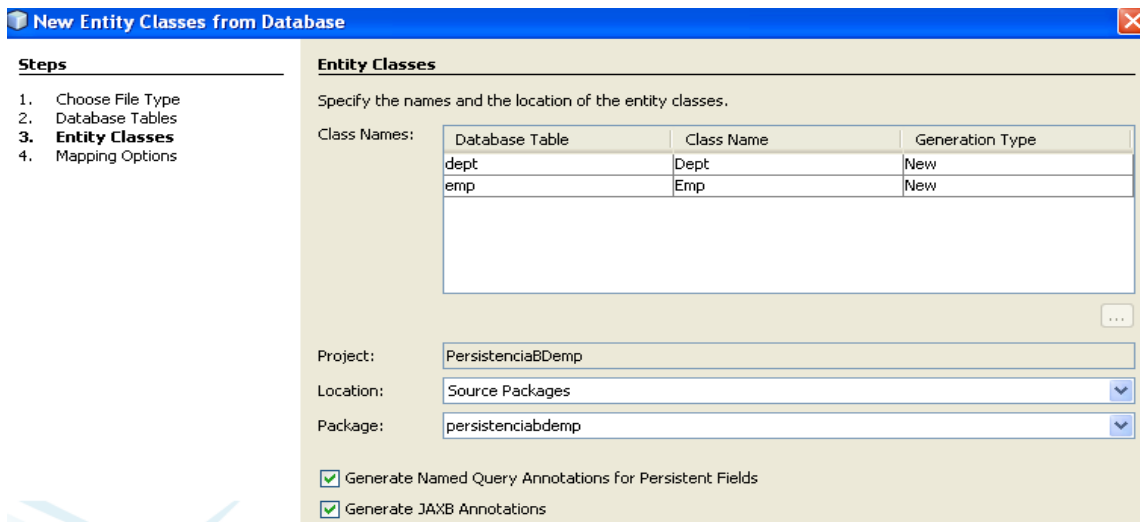 New Entity Classes from Database
Steps
1. Choose File Type
2. Database Tables
3. Entity Classes
4. Mapping Options
Entity Classes
Specify the names and the location of the entity classes.
Class Names:
Database Table Class Name Generation Type
dept Dept New
emp Emp New
...
Project: PersistenciaBDemp
Location: Source Packages
Package: persistenciabdemp
Generate Named Query Annotations for Persistent Fields
Generate JAXB Annotations